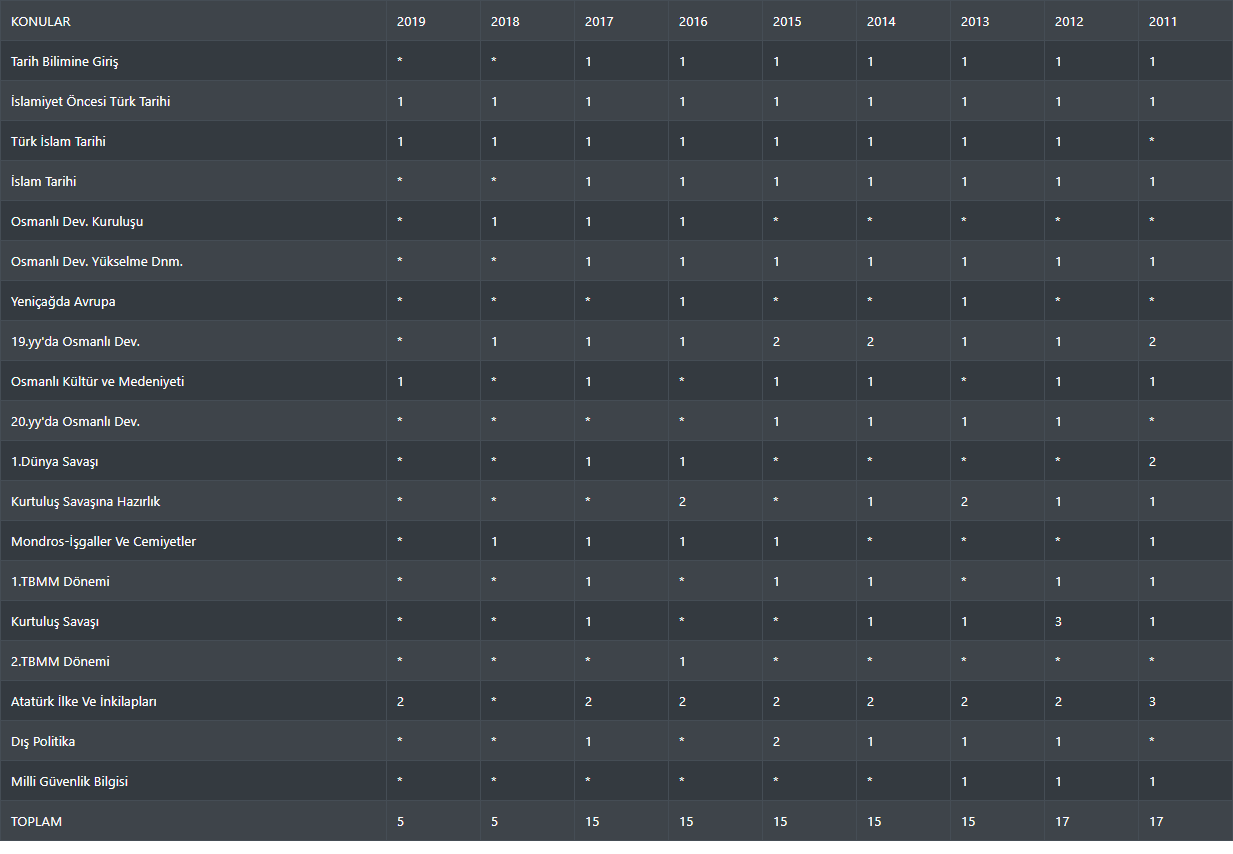 KONULAR 2019 2018 2017 2016 2015 2014 2013 2012 2011
Tarih Bilimine Giriş * * 1 1 1 1 1 1 1
İslamiyet Öncesi Türk Tarihi 1 1 1 1 1 1 1 1 1
Türk İslam Tarihi 1 1 1 1 1 1 1 1 *
İslam Tarihi * * 1 1 1 1 1 1 1
Osmanlı Dev. Kuruluşu * 1 1 1 * * * * *
Osmanlı Dev. Yükselme Dnm. * * 1 1 1 1 1 1 1
Yeniçağda Avrupa * * * 1 * * 1 * *
19.yy'da Osmanlı Dev. * 1 1 1 2 2 1 1 2
Osmanlı Kültür ve Medeniyeti 1 * 1 * 1 1 * 1 1
20.yy'da Osmanlı Dev. * * * * 1 1 1 1 *
1.Dünya Savaşı * * 1 1 * * * * 2
Kurtuluş Savaşına Hazırlık * * * 2 * 1 2 1 1
Mondros-İşgaller Ve Cemiyetler * 1 1 1 1 * * * 1
1.TBMM Dönemi * * 1 * 1 1 * 1 1
Kurtuluş Savaşı * * 1 * * 1 1 3 1
2.TBMM Dönemi * * * 1 * * * * *
Atatürk İlke Ve İnkilapları 2 * 2 2 2 2 2 2 3
Dış Politika * * 1 * 2 1 1 1 *
Milli Güvenlik Bilgisi * * * * * * 1 1 1
TOPLAM 5 5 15 15 15 15 15 17 17